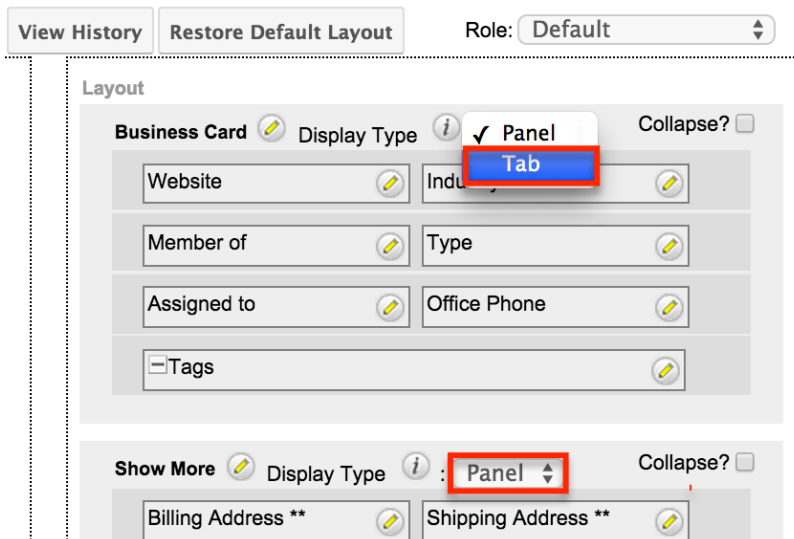 View History Restore Default Layout Role: Default
Layout
Business Card Display Type i ✓ Panel Collapse?
Tab
Website
Member of Type
Assigned to Office Phone
Tags
Show More Display Type i : Panel Collapse?
Billing Address ** Shipping Address **